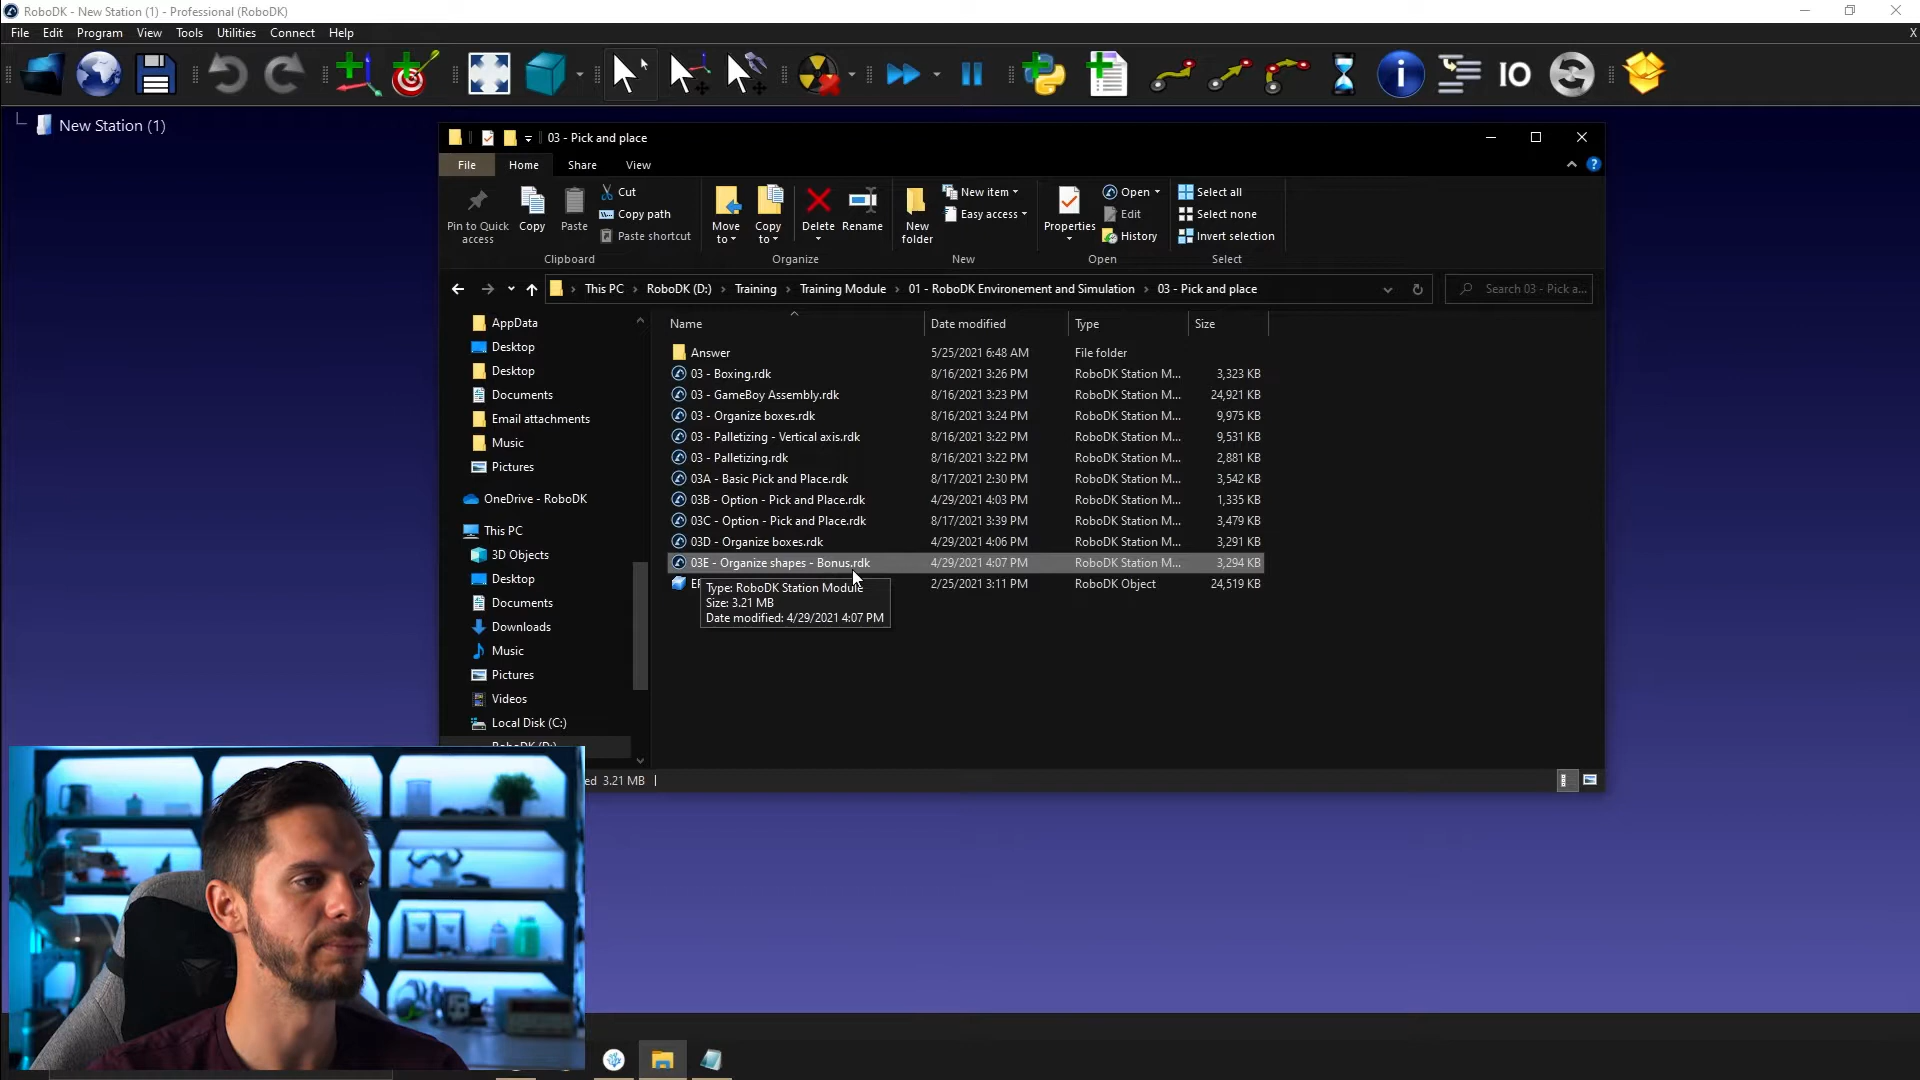 RoboDK - New Station (1) - Professional (RoboDK)
File Edit Program View Tools Utilities Connect Help X
IO
New Station (1)
03 - Pick and place
File Home Share View
Pin to Quick access
Copy
Paste
Cut
Copy path
Paste shortcut
Clipboard
Move to
Copy to
Delete
Rename
Organize
New folder
New item
Easy access
New
Properties
Open
Edit
History
Open
Select all
Select none
Invert selection
Select
This PC > RoboDK (D:) > Training > Training Module > 01 - RoboDK Environement and Simulation > 03 - Pick and place
Search 03 - Pick a...
Name Date modified Type Size
Answer 5/25/2021 6:48 AM File folder
03 - Boxing.rdk 8/16/2021 3:26 PM RoboDK Station M... 3,323 KB
03 - GameBoy Assembly.rdk 8/16/2021 3:23 PM RoboDK Station M... 24,921 KB
03 - Organize boxes.rdk 8/16/2021 3:24 PM RoboDK Station M... 9,975 KB
03 - Palletizing - Vertical axis.rdk 8/16/2021 3:22 PM RoboDK Station M... 9,531 KB
03 - Palletizing.rdk 8/16/2021 3:22 PM RoboDK Station M... 2,881 KB
03A - Basic Pick and Place.rdk 8/17/2021 2:30 PM RoboDK Station M... 3,542 KB
03B - Option - Pick and Place.rdk 4/29/2021 4:03 PM RoboDK Station M... 1,335 KB
03C - Option - Pick and Place.rdk 8/17/2021 3:39 PM RoboDK Station M... 3,479 KB
03D - Organize boxes.rdk 4/29/2021 4:06 PM RoboDK Station M... 3,291 KB
03E - Organize shapes - Bonus.rdk 4/29/2021 4:07 PM RoboDK Station M... 3,294 KB
2/25/2021 3:11 PM RoboDK Object 24,519 KB
Type: RoboDK Station Module
Size: 3.21 MB
Date modified: 4/29/2021 4:07 PM
AppData
Desktop
Desktop
Documents
Email attachments
Music
Pictures
OneDrive - RoboDK
This PC
3D Objects
Desktop
Documents
Downloads
Music
Pictures
Videos
Local Disk (C:)
RoboDK (D:)
3.21 MB